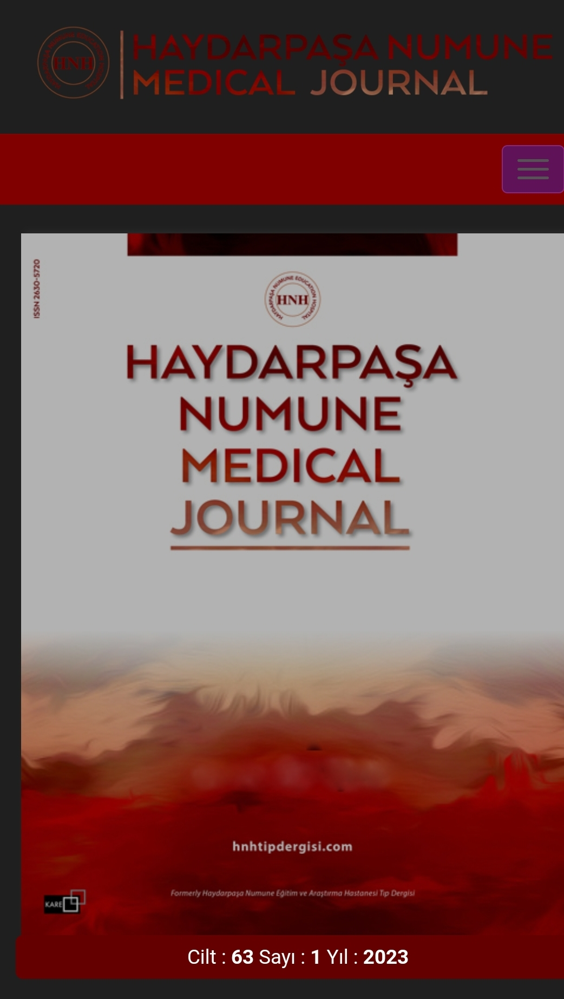 HNH
HAYDARPAŞA NUMUNE
MEDICAL JOURNAL
ISSN 2630-5720
HAYDARPAŞA NUMUNE EDUCATION HOSPITAL
HNH
HAYDARPAŞA
NUMUNE
MEDICAL
JOURNAL
hnhtipdergisi.com
Formerly Haydarpaşa Numune Eğitim ve Araştırma Hastanesi Tıp Dergisi
KARE
Cilt : 63 Sayı : 1 Yıl : 2023